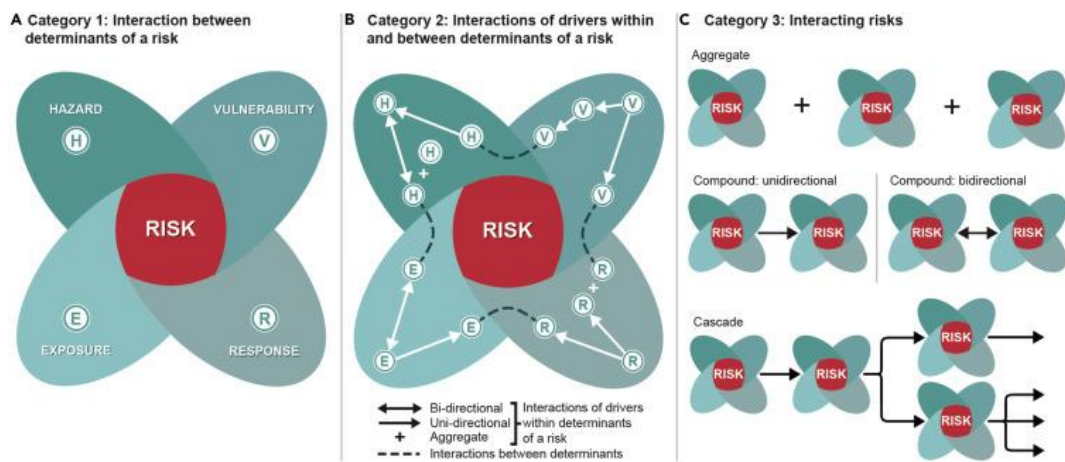 A Category 1: Interaction between
determinants of a risk
HAZARD
H
VULNERABILITY
V
RISK
E
EXPOSURE
R
RESPONSE
B Category 2: Interactions of drivers within
and between determinants of a risk
H
H
H
+
H
V
V
V
V
RISK
E
E
E
R
+
R
R
R
Bi-directional
Uni-directional
+ Aggregate
Interactions of drivers
within determinants
of a risk
Interactions between determinants
C Category 3: Interacting risks
Aggregate
RISK + RISK + RISK
Compound: unidirectional
RISK RISK
Compound: bidirectional
RISK RISK
Cascade
RISK RISK RISK
RISK